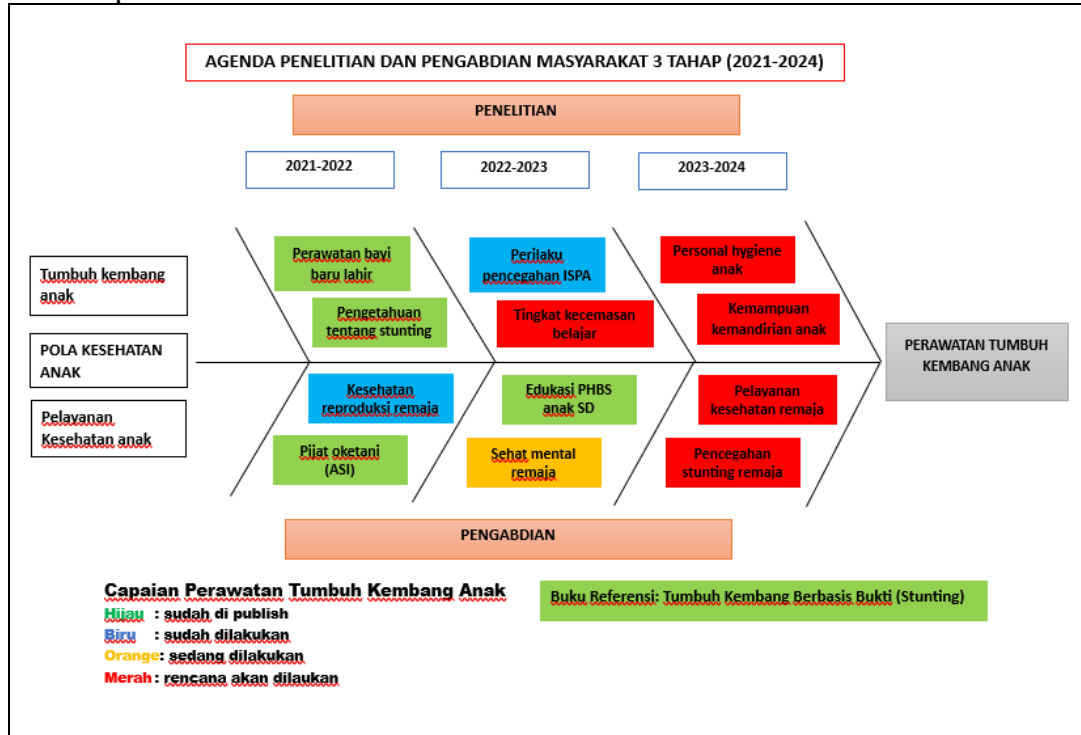 AGENDA PENELITIAN DAN PENGABDIAN MASYARAKAT 3 TAHAP (2021-2024)
PENELITIAN
2021-2022
2022-2023
2023-2024
Tumbuh kembang
anak
POLA KESEHATAN
ANAK
Pelayanan
Kesehatan anak
Perawatan bayi
baru lahir
Pengetahuan
tentang stunting
Kesehatan
reproduksi remaja
Pijat oketani
(ASI)
Perilaku
pencegahan ISPA
Tingkat kecemasan
belajar
Edukasi PHBS
anak SD
Sehat mental
remaja
Personal hygiene
anak
Kemampuan
kemandirian anak
Pelayanan
kesehatan remaja
Pencegahan
stunting remaja
PERAWATAN TUMBUH
KEMBANG ANAK
PENGABDIAN
Capaian Perawatan Tumbuh Kembang Anak
Hijau : sudah di publish
Biru : sudah dilakukan
Orange: sedang dilakukan
Merah : rencana akan dilaukan
Buku Referensi: Tumbuh Kembang Berbasis Bukti (Stunting)